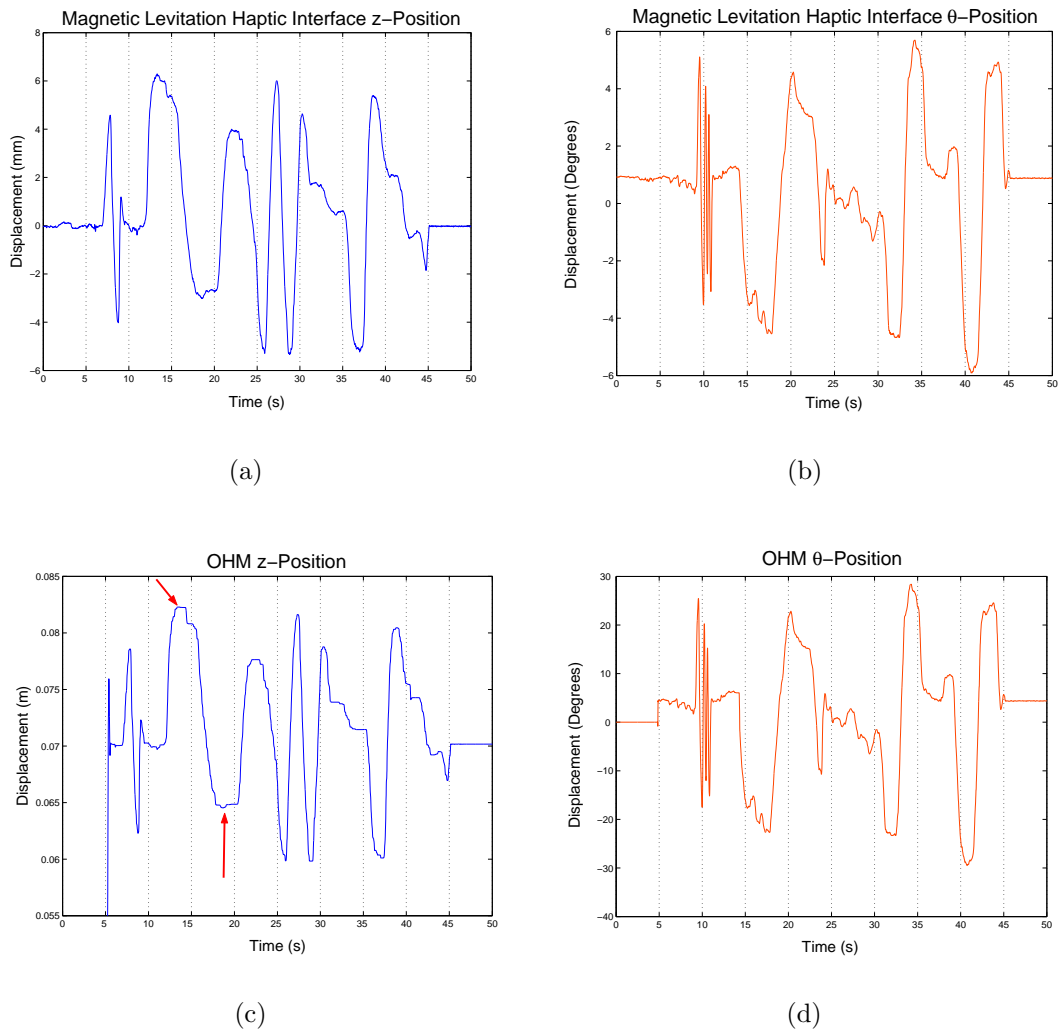 Magnetic Levitation Haptic Interface z−Position
8
6
4
2
0
−2
−4
−6
Displacement (mm)
0 5 10 15 20 25 30 35 40 45 50
Time (s)
(a)
Magnetic Levitation Haptic Interface θ−Position
6
4
2
0
−2
−4
−6
Displacement (Degrees)
0 5 10 15 20 25 30 35 40 45 50
Time (s)
(b)
OHM z−Position
0.085
0.08
0.075
0.07
0.065
0.06
0.055
Displacement (m)
0 5 10 15 20 25 30 35 40 45 50
Time (s)
(c)
OHM θ−Position
30
20
10
0
−10
−20
−30
−40
Displacement (Degrees)
0 5 10 15 20 25 30 35 40 45 50
Time (s)
(d)